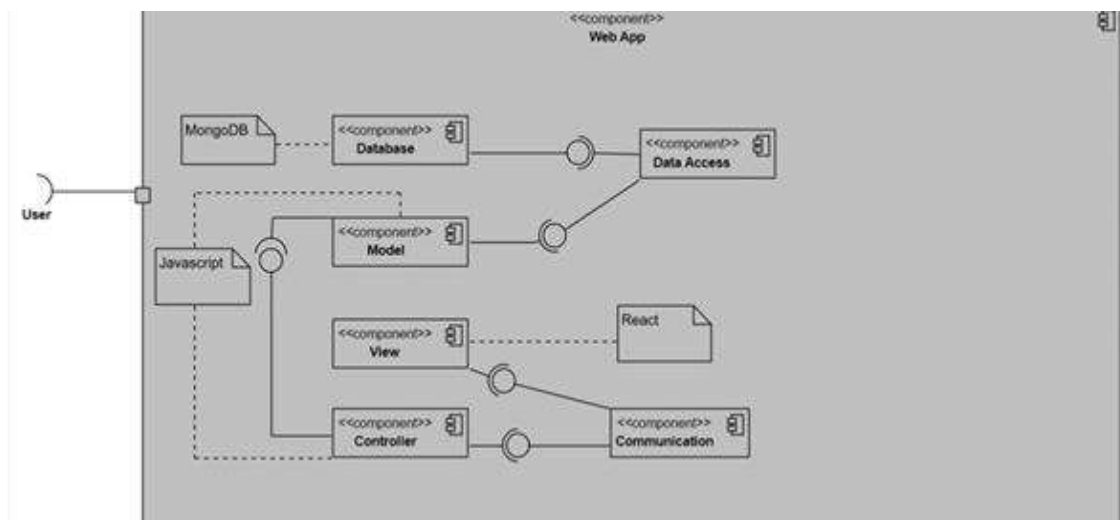 <<component>>
Web App
MongoDB
<<component>>
Database
<<component>>
Data Access
User
<<component>>
Model
Javascript
<<component>>
View
React
<<component>>
Controller
<<component>>
Communication